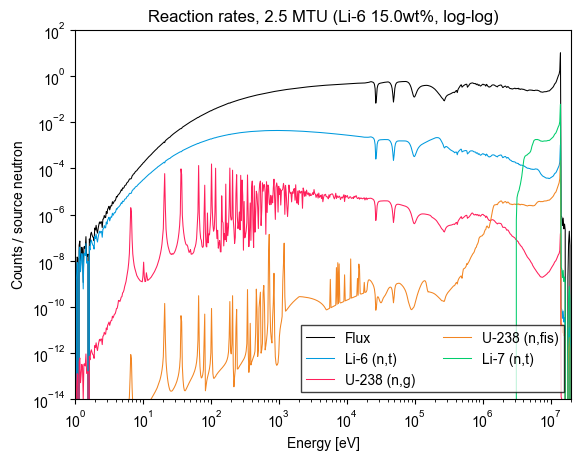 Reaction rates, 2.5 MTU (Li-6 15.0wt%, log-log)
10^2
10^0
10^−2
10^−4
10^−6
10^−8
10^−10
10^−12
10^−14
Counts / source neutron
Flux
Li-6 (n,t)
U-238 (n,g)
U-238 (n,fis)
Li-7 (n,t)
10^0 10^1 10^2 10^3 10^4 10^5 10^6 10^7
Energy [eV]